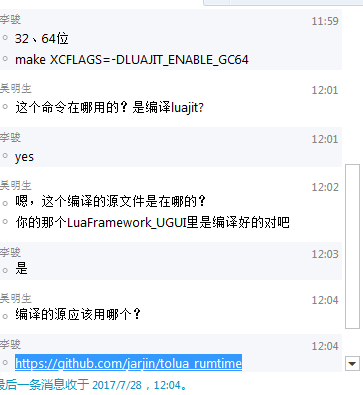 李骏 11:59
32、64位
make XCFLAGS=-DLUAJIT_ENABLE_GC64
吴明生 12:01
这个命令在哪用的？是编译luajit?
李骏 12:01
yes
吴明生 12:02
嗯，这个编译的源文件是在哪的？
你的那个LuaFramework_UGUI里是编译好的对吧
李骏 12:03
是
吴明生 12:04
编译的源应该用哪个？
李骏 12:04
https://github.com/jarjin/tolua_rumtime
最后一条消息收于 2017/7/28，12:04。